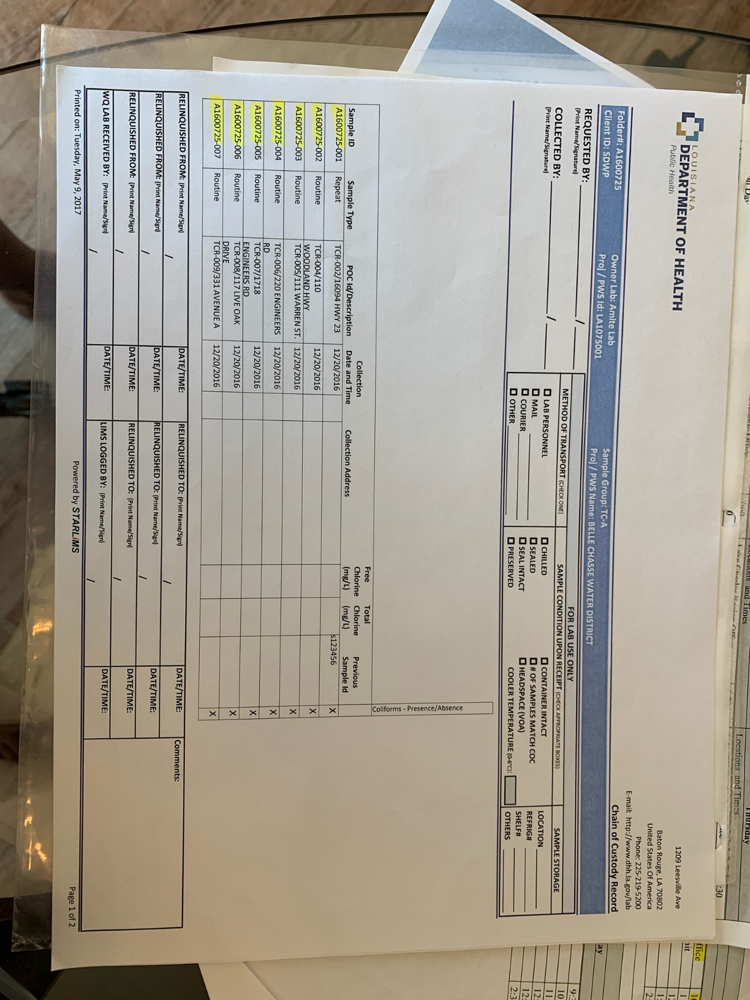 LOUISIANA
DEPARTMENT OF HEALTH
Public Health
1209 Leesville Ave
Baton Rouge, LA 70802
United States Of America
Phone: 225-219-5200
E-mail: http://www.dhh.la.gov/lab
Chain of Custody Record
Folder#: A1600725 Owner Lab: Amite Lab Sample Group: TC-A
Client ID: SDWP Proj / PWS Id: LA1075001 Proj / PWS Name: BELLE CHASSE WATER DISTRICT
REQUESTED BY: /
(Print Name/Signature)
COLLECTED BY: /
(Print Name/Signature)
FOR LAB USE ONLY
METHOD OF TRANSPORT (CHECK ONE) SAMPLE CONDITION UPON RECEIPT (CHECK APPROPRIATE BOXES) SAMPLE STORAGE
LAB PERSONNEL CHILLED CONTAINER INTACT LOCATION
MAIL SEALED # OF SAMPLES MATCH COC REFRIG#
COURIER SEAL INTACT HEADSPACE (VOA) SHELF#
OTHER PRESERVED COOLER TEMPERATURE (0-6°C): OTHERS
Coliforms - Presence/Absence
Sample ID Sample Type POC Id/Description Collection Date and Time Collection Address Free Chlorine (mg/L) Total Chlorine (mg/L) Previous Sample Id
A1600725-001 Repeat TCR-002/16094 HWY 23 12/20/2016 s123456 X
A1600725-002 Routine TCR-004/110 WOODLAND HWY 12/20/2016 X
A1600725-003 Routine TCR-005/111 WARREN ST. 12/20/2016 X
A1600725-004 Routine TCR-006/220 ENGINEERS RD 12/20/2016 X
A1600725-005 Routine TCR-007/1718 ENGINEERS RD 12/20/2016 X
A1600725-006 Routine TCR-008/117 LIVE OAK DRIVE 12/20/2016 X
A1600725-007 Routine TCR-009/331 AVENUE A 12/20/2016 X
RELINQUISHED FROM: (Print Name/Sign) / DATE/TIME: RELINQUISHED TO: (Print Name/Sign) / DATE/TIME: Comments:
RELINQUISHED FROM: (Print Name/Sign) / DATE/TIME: RELINQUISHED TO: (Print Name/Sign) / DATE/TIME:
RELINQUISHED FROM: (Print Name/Sign) / DATE/TIME: RELINQUISHED TO: (Print Name/Sign) / DATE/TIME:
WQ LAB RECEIVED BY: (Print Name/Sign) / DATE/TIME: LIMS LOGGED BY: (Print Name/Sign) / DATE/TIME:
Printed on: Tuesday, May 9, 2017 Powered by STARLiMS Page 1 of 2
Locations and Times